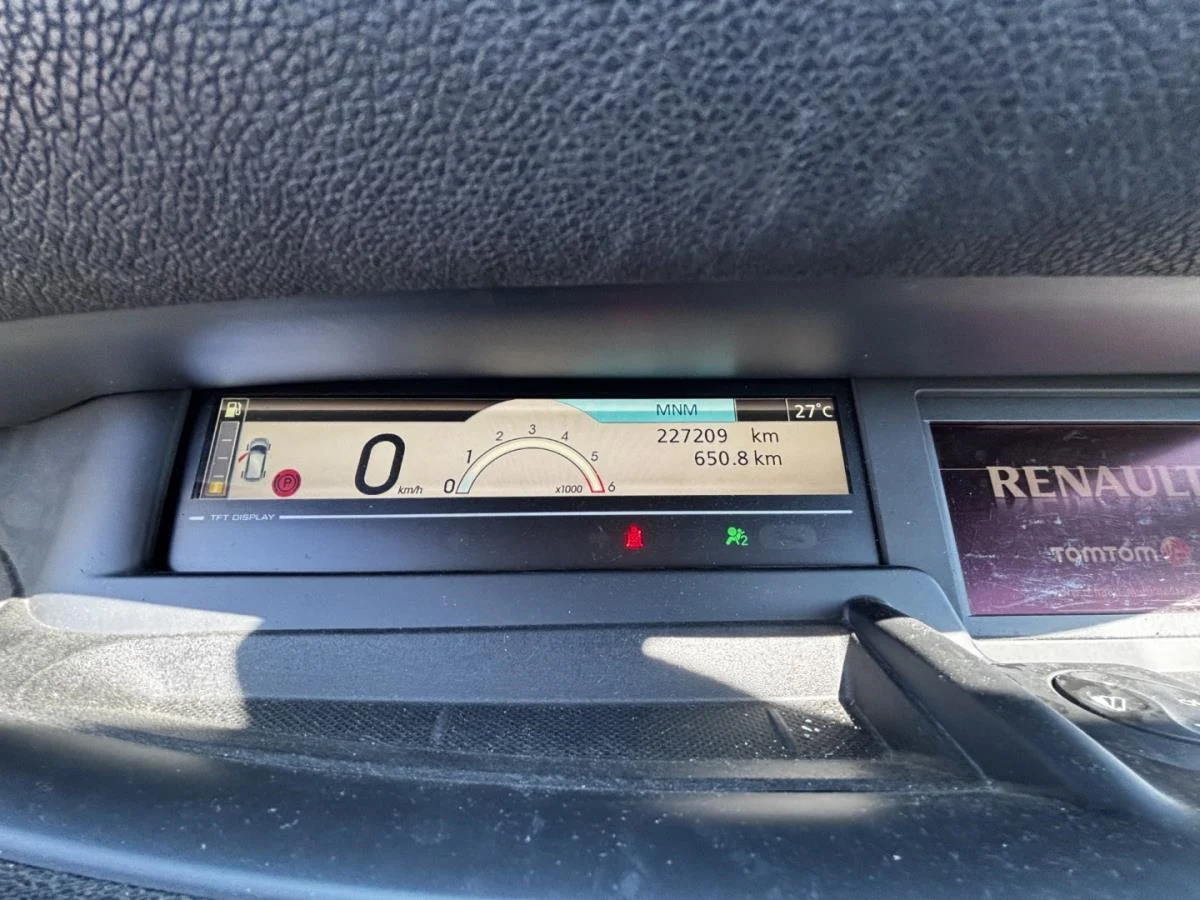 MNM
27°C
227209 km
650.8 km
0 km/h
0 1 2 3 4 5 6
x1000
P
TFT DISPLAY
2
RENAULT
TOMTOM